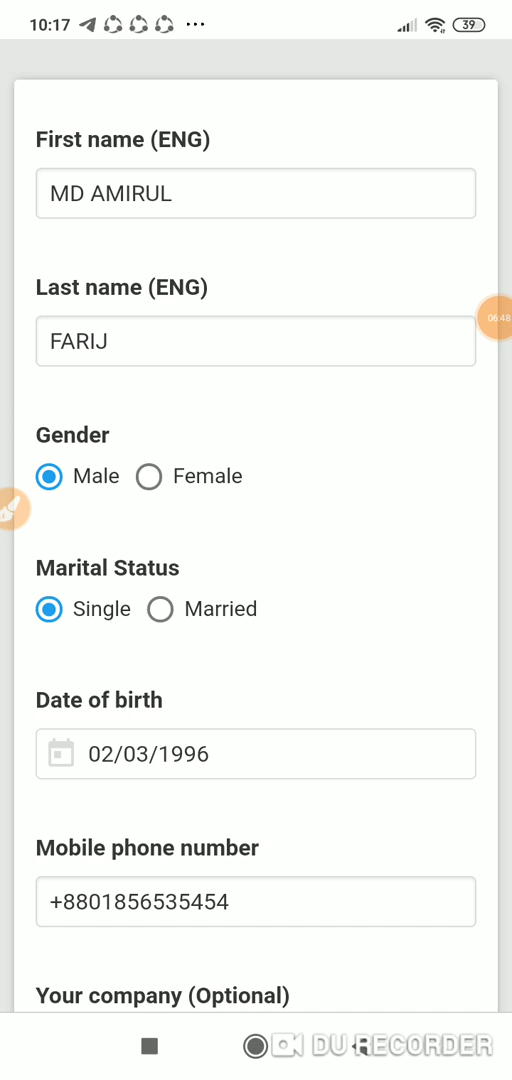 10:17 39
First name (ENG)
MD AMIRUL
Last name (ENG)
FARIJ
06:48
Gender
Male Female
Marital Status
Single Married
Date of birth
02/03/1996
Mobile phone number
+8801856535454
Your company (Optional)
DU RECORDER